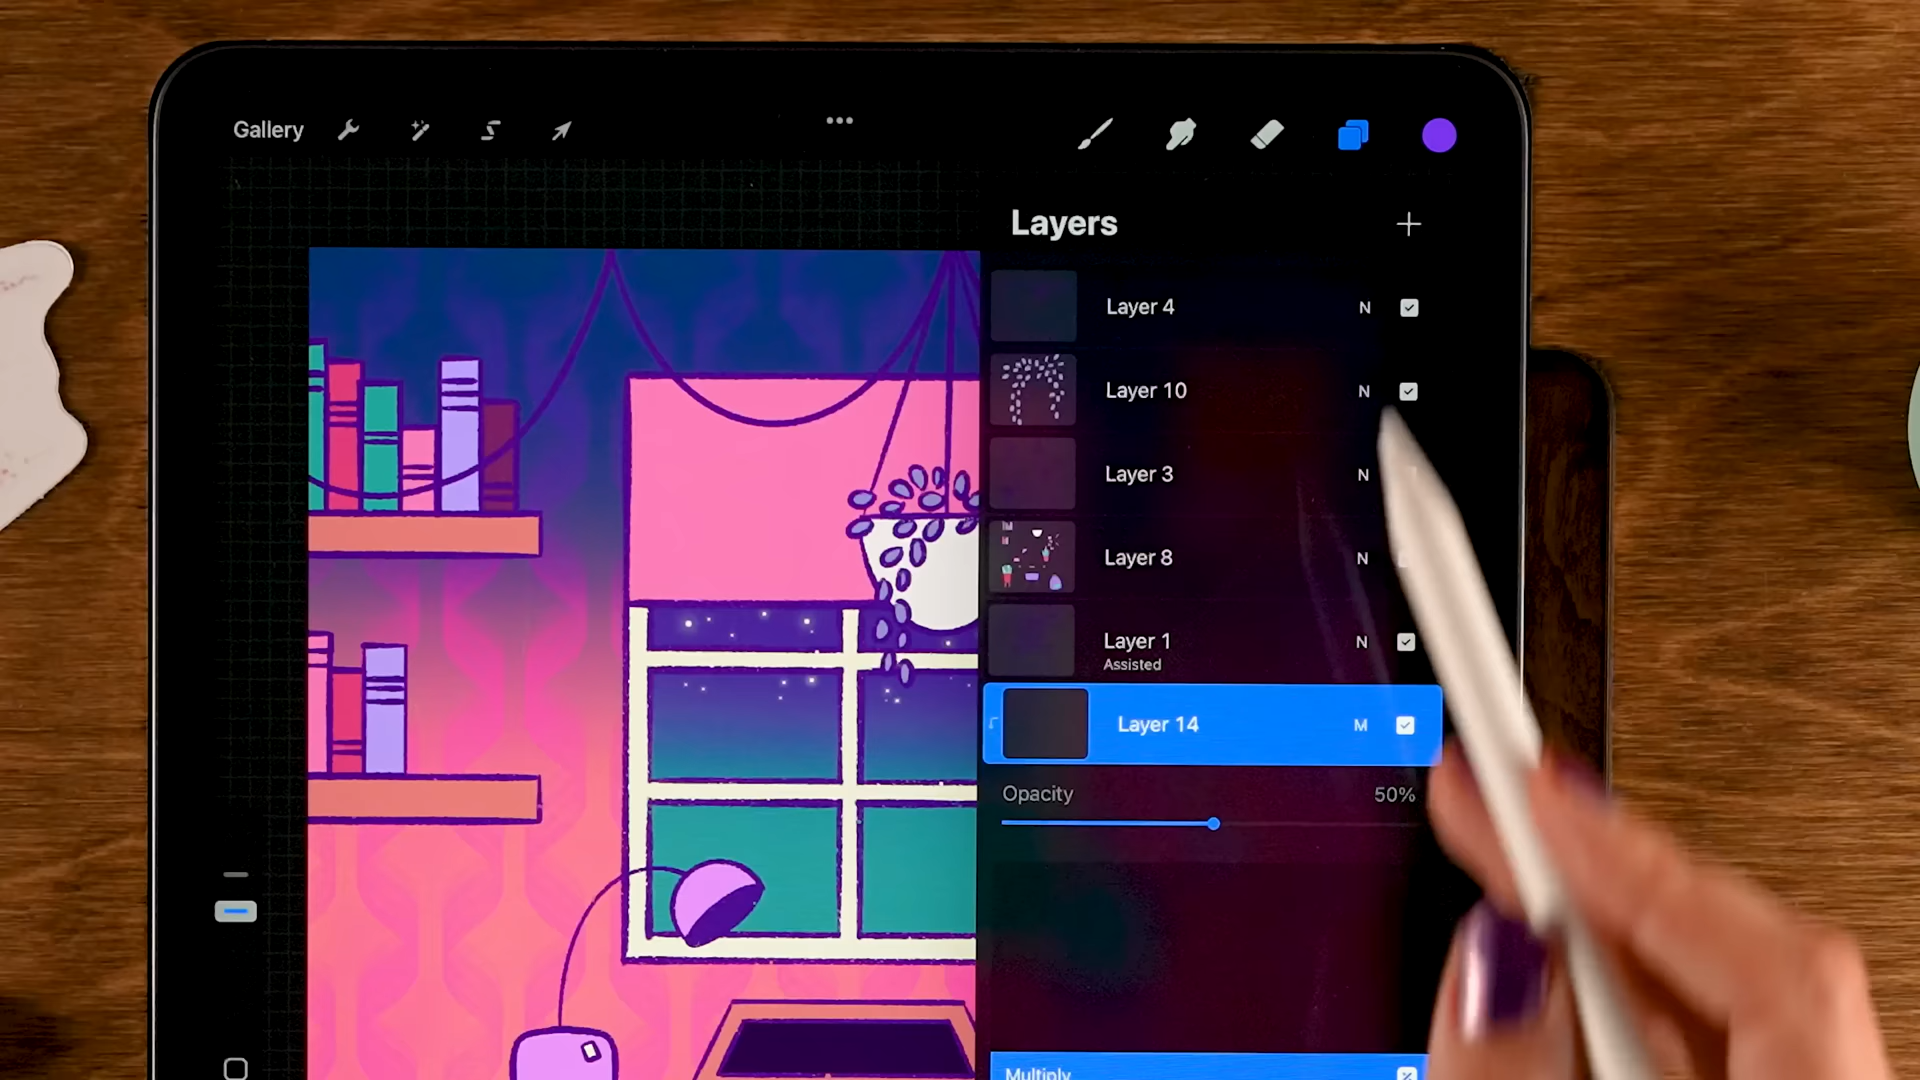 Gallery
Layers
Layer 4 N
Layer 10 N
Layer 3 N
Layer 8 N
Layer 1 N
Assisted
Layer 14 M
Opacity 50%
Multiply